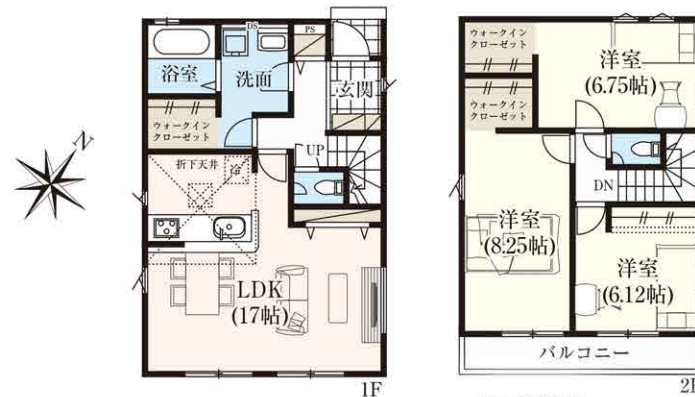 N
DS
PS
浴室
洗面
玄関
ウォークイン
クローゼット
UP
折下天井
LDK
(17帖)
1F
ウォークイン
クローゼット
洋室
(6.75帖)
ウォークイン
クローゼット
DN
洋室
(8.25帖)
洋室
(6.12帖)
バルコニー